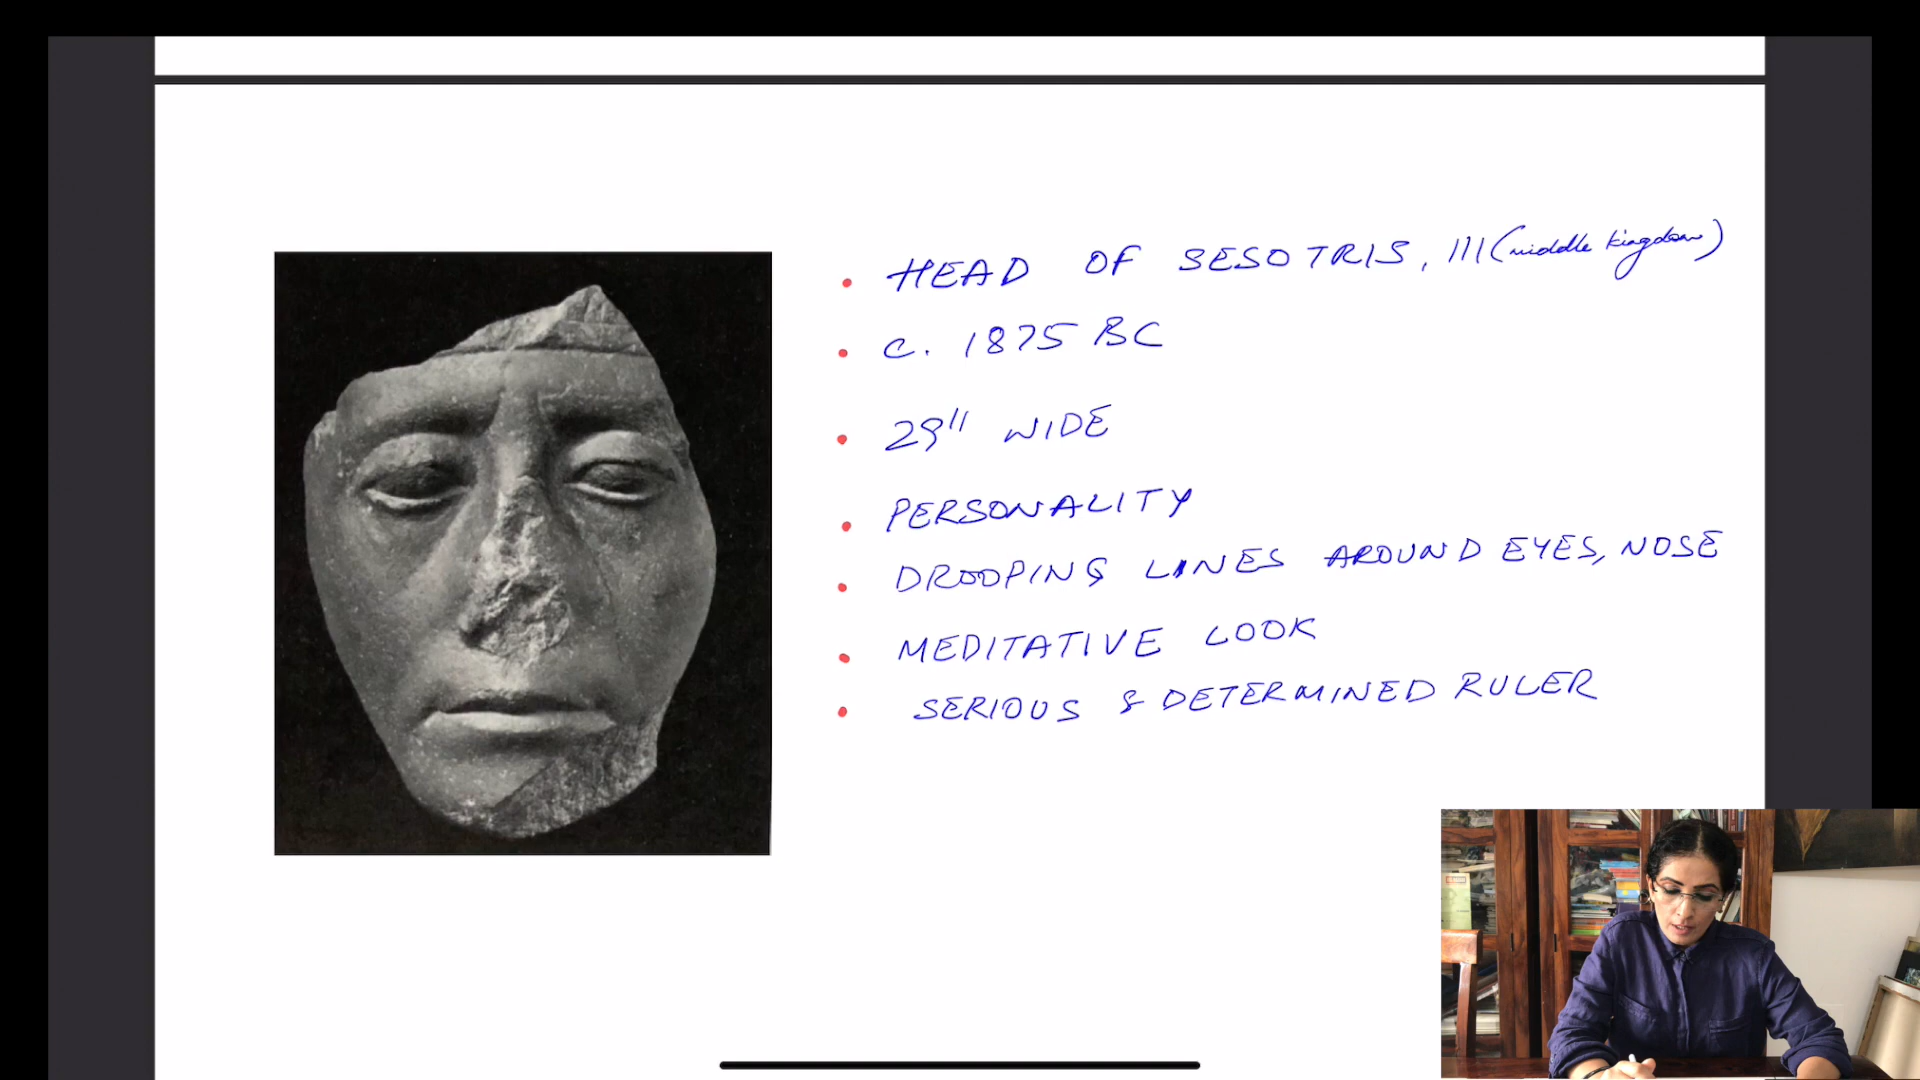 HEAD OF SESOTRIS, III (middle kingdom)
c. 1875 BC
29" WIDE
PERSONALITY
DROOPING LINES AROUND EYES, NOSE
MEDITATIVE LOOK
SERIOUS & DETERMINED RULER